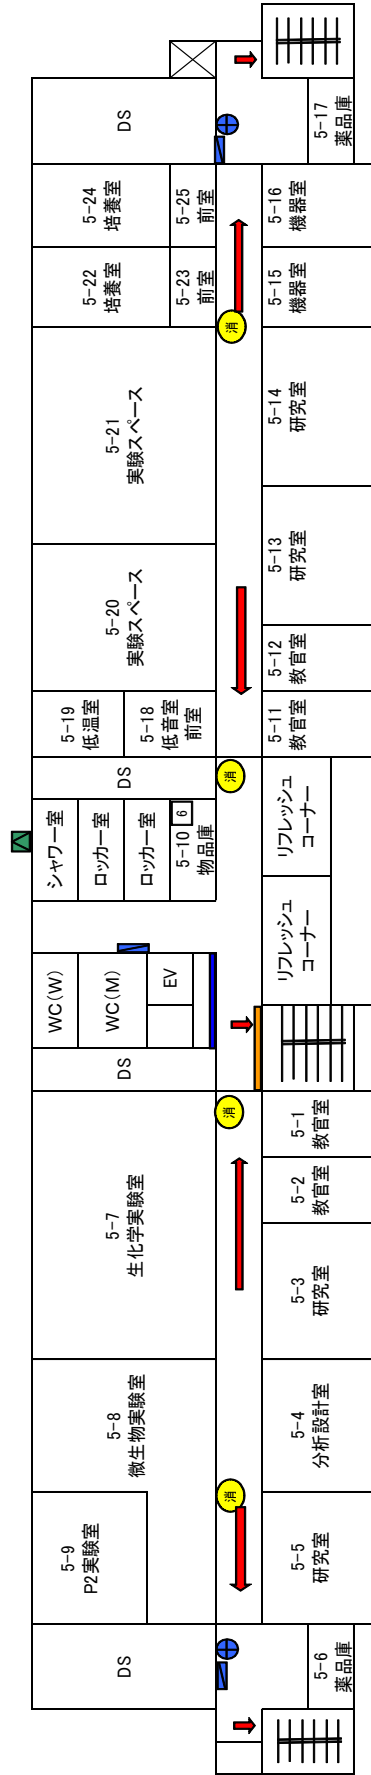 DS
5-9
P2実験室
5-8
微生物実験室
5-7
生化学実験室
DS
WC(W)
WC(M)
EV
シャワー室
ロッカー室
ロッカー室
5-10
物品庫
6
DS
5-19
低温室
5-18
低音室
前室
5-20
実験スペース
5-21
実験スペース
5-22
培養室
5-23
前室
5-24
培養室
5-25
前室
DS
消
消
消
消
5-6
薬品庫
5-5
研究室
5-4
分析設計室
5-3
研究室
5-2
教官室
5-1
教官室
リフレッシュ
コーナー
リフレッシュ
コーナー
5-11
教官室
5-12
教官室
5-13
研究室
5-14
研究室
5-15
機器室
5-16
機器室
5-17
薬品庫